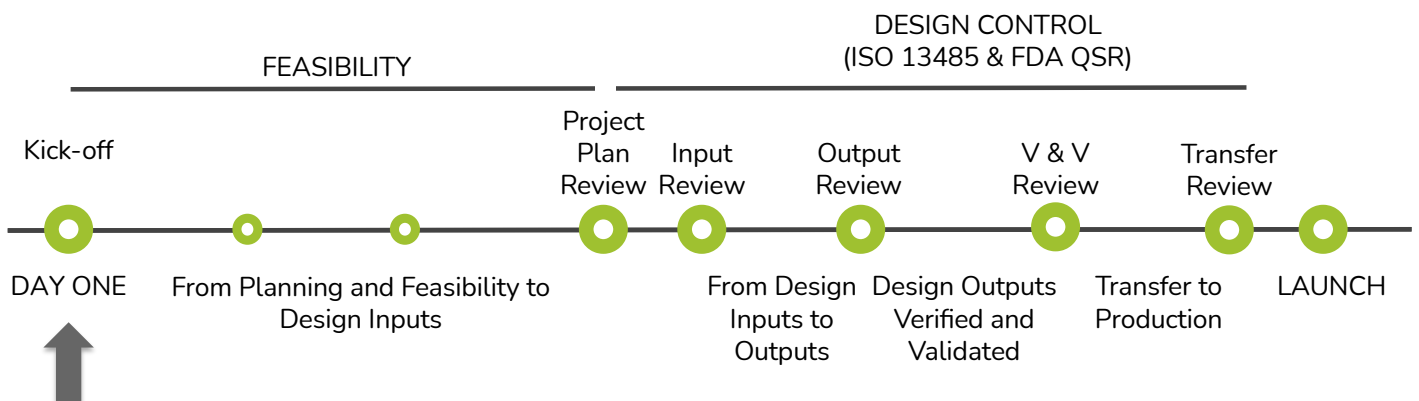 FEASIBILITY
DESIGN CONTROL
(ISO 13485 & FDA QSR)
Kick-off
Project
Plan
Review
Input
Review
Output
Review
V & V
Review
Transfer
Review
DAY ONE
From Planning and Feasibility to
Design Inputs
From Design
Inputs to
Outputs
Design Outputs
Verified and
Validated
Transfer to
Production
LAUNCH